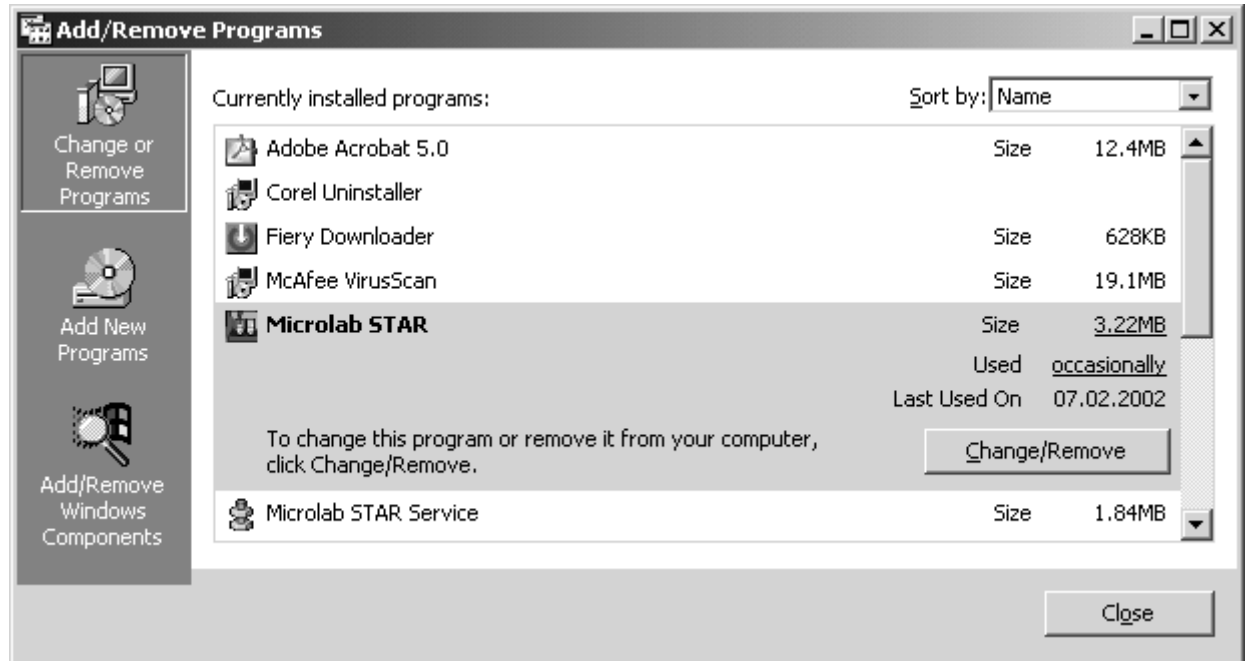 Add/Remove Programs
Change or
Remove
Programs
Add New
Programs
Add/Remove
Windows
Components
Currently installed programs:
Sort by: Name
Adobe Acrobat 5.0 Size 12.4MB
Corel Uninstaller
Fiery Downloader Size 628KB
McAfee VirusScan Size 19.1MB
Microlab STAR Size 3.22MB
Used occasionally
Last Used On 07.02.2002
To change this program or remove it from your computer,
click Change/Remove.
Change/Remove
Microlab STAR Service Size 1.84MB
Close